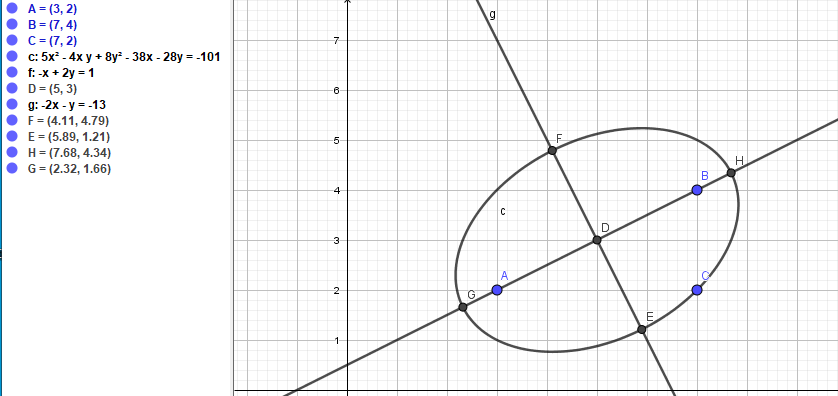 A = (3, 2)
B = (7, 4)
C = (7, 2)
c: 5x² - 4x y + 8y² - 38x - 28y = -101
f: -x + 2y = 1
D = (5, 3)
g: -2x - y = -13
F = (4.11, 4.79)
E = (5.89, 1.21)
H = (7.68, 4.34)
G = (2.32, 1.66)
g
7
6
5
F
H
4
B
c
3
D
2
A
C
G
E
1